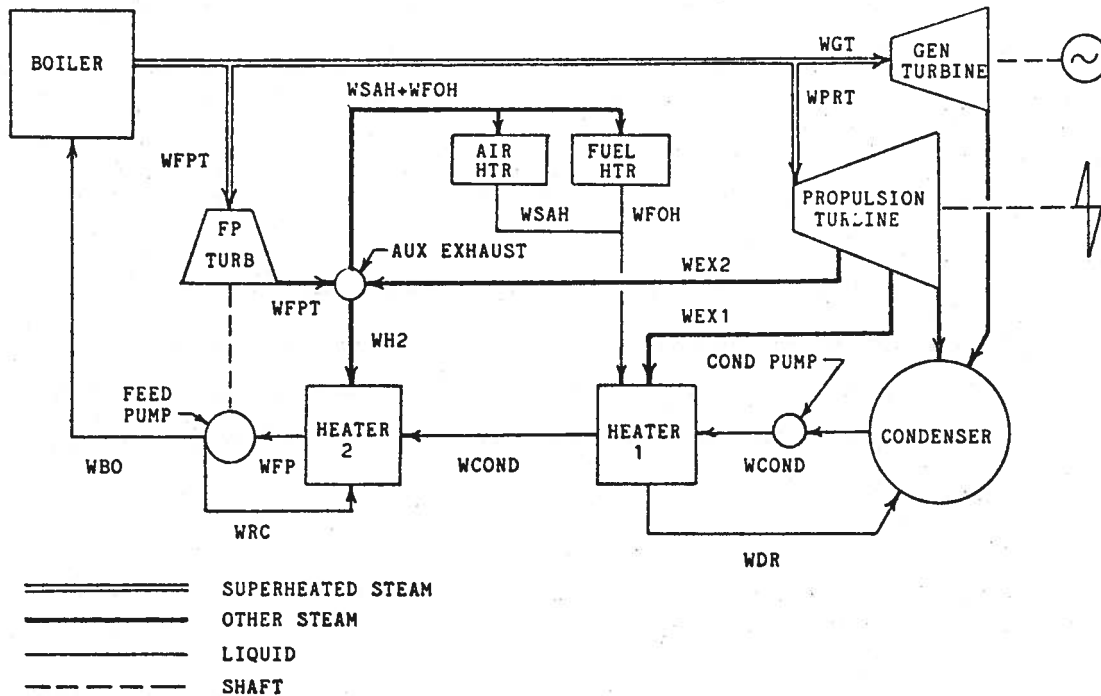 BOILER
WGT
GEN
TURBINE
WSAH+WFOH
WPRT
WFPT
AIR
HTR
FUEL
HTR
WSAH
WFOH
PROPULSION
TURBINE
FP
TURB
AUX EXHAUST
WFPT
WEX2
WEX1
WH2
COND PUMP
FEED
PUMP
HEATER
2
HEATER
1
CONDENSER
WBO
WFP
WCOND
WCOND
WRC
WDR
SUPERHEATED STEAM
OTHER STEAM
LIQUID
SHAFT